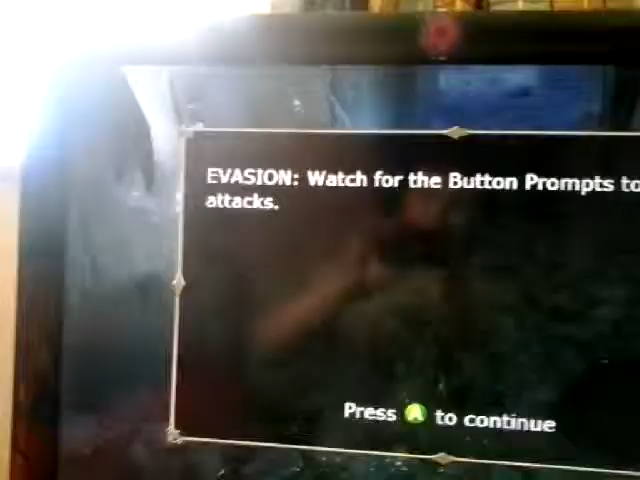 EVASION: Watch for the Button Prompts to
attacks.
Press A to continue